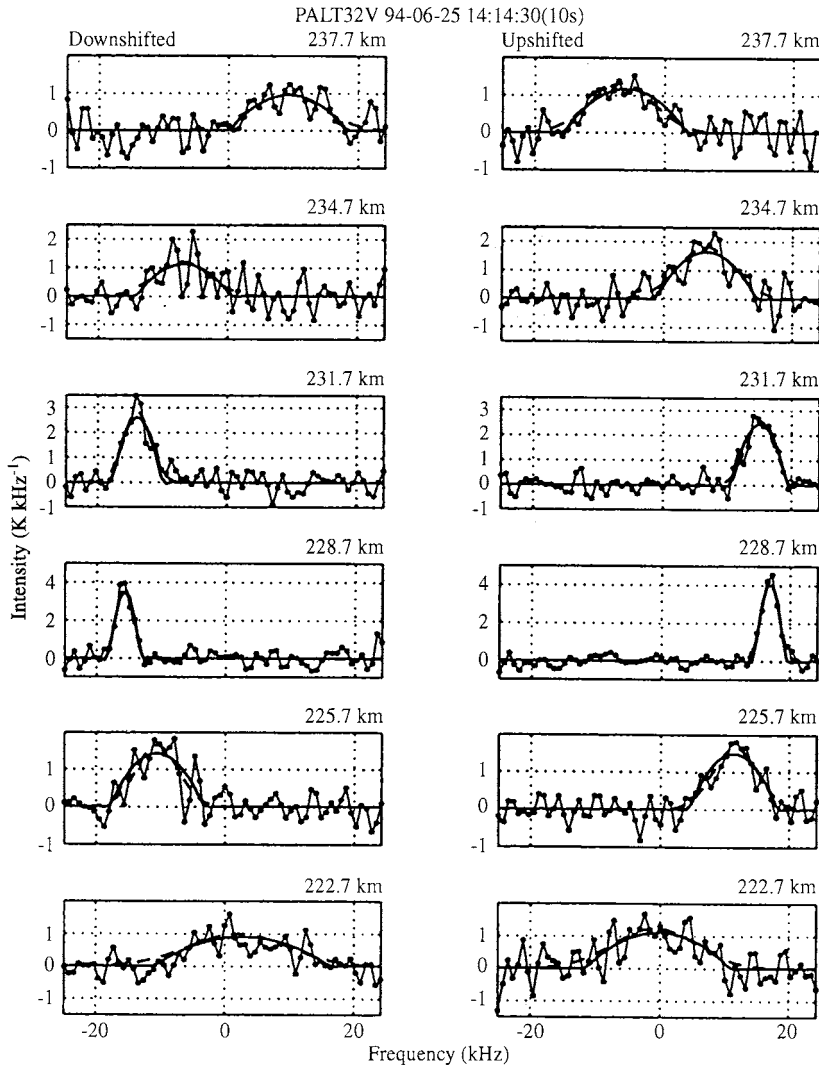 PALT32V 94-06-25 14:14:30(10s)
Downshifted 237.7 km Upshifted 237.7 km
1 1
0 0
-1 -1
234.7 km 234.7 km
2 2
1 1
0 0
-1 -1
231.7 km 231.7 km
3 3
2 2
1 1
0 0
-1 -1
228.7 km 228.7 km
4 4
2 2
0 0
225.7 km 225.7 km
1 1
0 0
-1 -1
222.7 km 222.7 km
1 1
0 0
-1 -1
-20 0 20 -20 0 20
Intensity (K kHz-1)
Frequency (kHz)